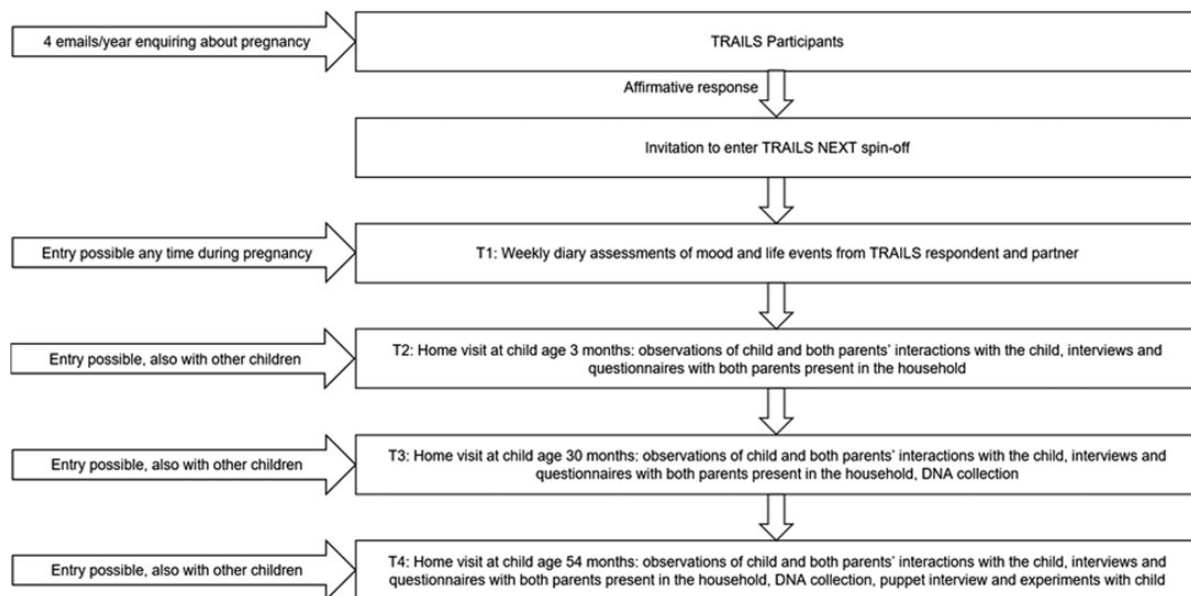 4 emails/year enquiring about pregnancy
TRAILS Participants
Affirmative response
Invitation to enter TRAILS NEXT spin-off
Entry possible any time during pregnancy
T1: Weekly diary assessments of mood and life events from TRAILS respondent and partner
Entry possible, also with other children
T2: Home visit at child age 3 months: observations of child and both parents' interactions with the child, interviews and
questionnaires with both parents present in the household
Entry possible, also with other children
T3: Home visit at child age 30 months: observations of child and both parents' interactions with the child, interviews and
questionnaires with both parents present in the household, DNA collection
Entry possible, also with other children
T4: Home visit at child age 54 months: observations of child and both parents' interactions with the child, interviews and
questionnaires with both parents present in the household, DNA collection, puppet interview and experiments with child